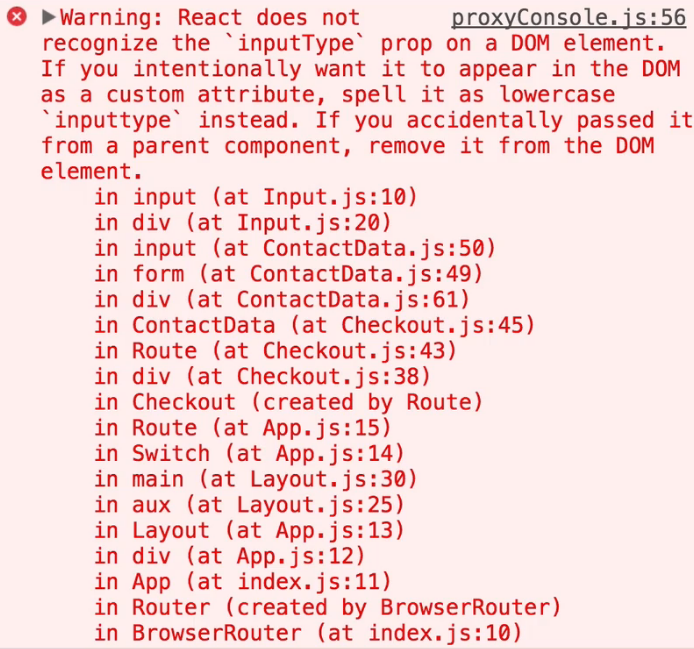 ▶Warning: React does not proxyConsole.js:56
recognize the `inputType` prop on a DOM element.
If you intentionally want it to appear in the DOM
as a custom attribute, spell it as lowercase
`inputtype` instead. If you accidentally passed it
from a parent component, remove it from the DOM
element.
in input (at Input.js:10)
in div (at Input.js:20)
in input (at ContactData.js:50)
in form (at ContactData.js:49)
in div (at ContactData.js:61)
in ContactData (at Checkout.js:45)
in Route (at Checkout.js:43)
in div (at Checkout.js:38)
in Checkout (created by Route)
in Route (at App.js:15)
in Switch (at App.js:14)
in main (at Layout.js:30)
in aux (at Layout.js:25)
in Layout (at App.js:13)
in div (at App.js:12)
in App (at index.js:11)
in Router (created by BrowserRouter)
in BrowserRouter (at index.js:10)